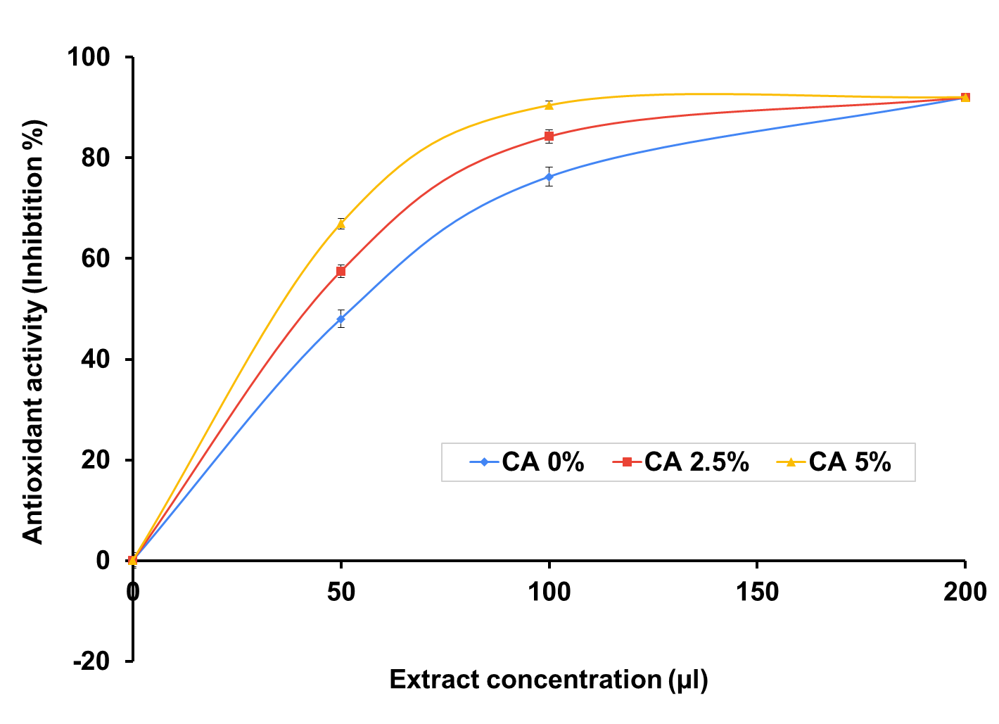 100
80
60
40
20
0
-20
Antioxidant activity (Inhibtition %)
CA 0% CA 2.5% CA 5%
0 50 100 150 200
Extract concentration (µl)